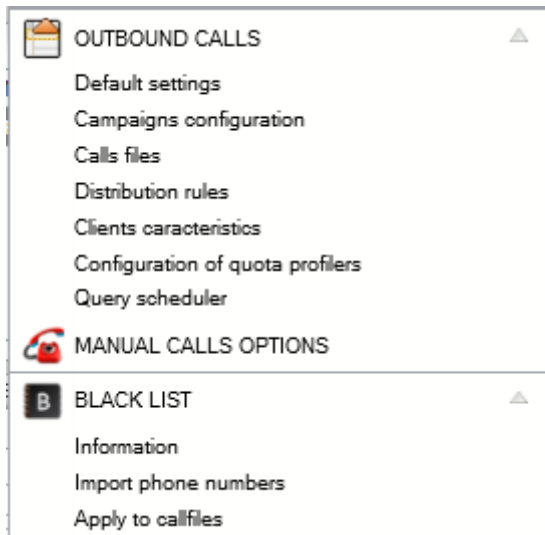 OUTBOUND CALLS
Default settings
Campaigns configuration
Calls files
Distribution rules
Clients caracteristics
Configuration of quota profilers
Query scheduler
MANUAL CALLS OPTIONS
B BLACK LIST
Information
Import phone numbers
Apply to callfiles